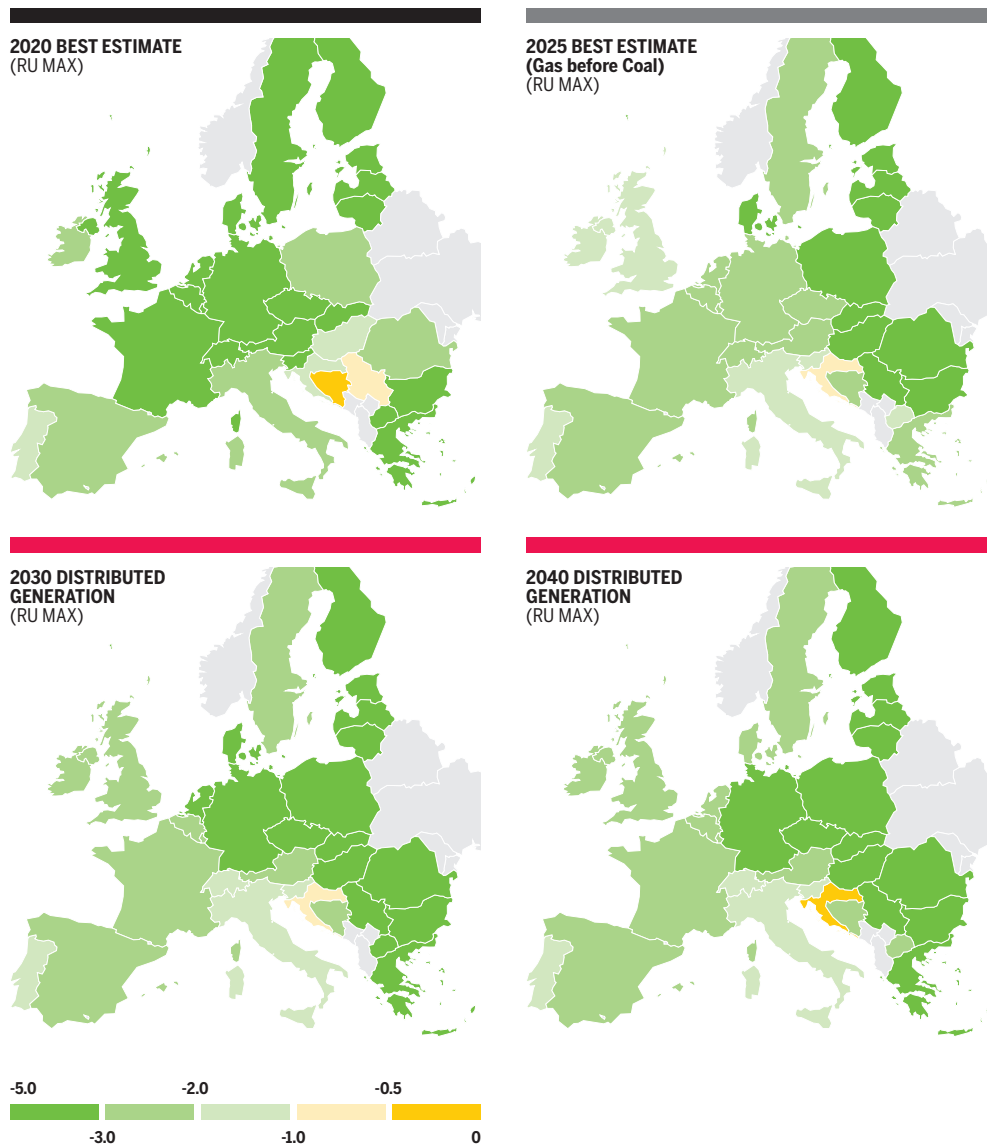 2020 BEST ESTIMATE
(RU MAX)
2025 BEST ESTIMATE
(Gas before Coal)
(RU MAX)
2030 DISTRIBUTED
GENERATION
(RU MAX)
2040 DISTRIBUTED
GENERATION
(RU MAX)
-5.0 -2.0 -0.5
-3.0 -1.0 0